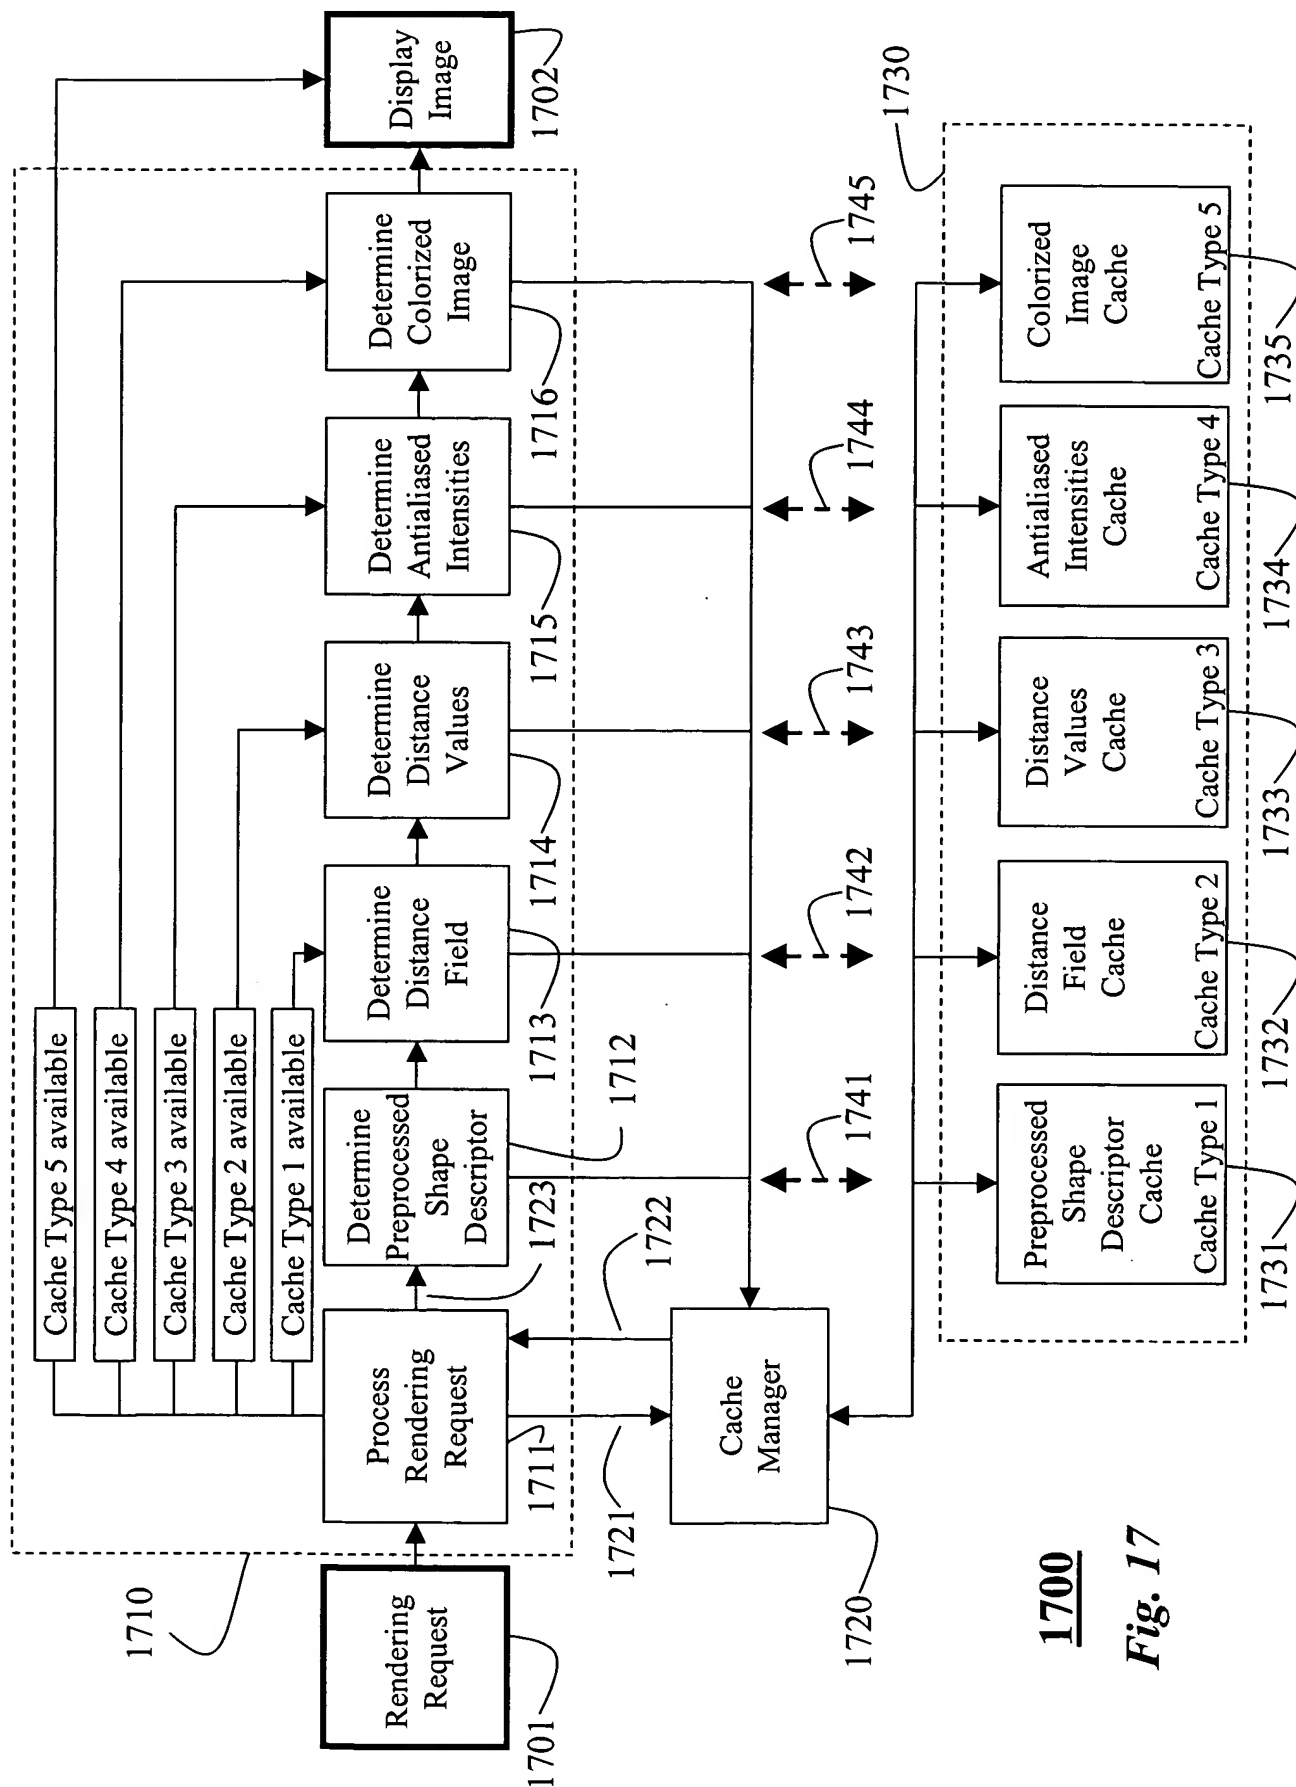 1710
Cache Type 5 available
Cache Type 4 available
Cache Type 3 available
Cache Type 2 available
Cache Type 1 available
Rendering
Request
1701
Process
Rendering
Request
1711
1723
Determine
Preprocessed
Shape
Descriptor
1712
Determine
Distance
Field
1713
Determine
Distance
Values
1714
Determine
Antialiased
Intensities
1715
Determine
Colorized
Image
1716
Display
Image
1702
1721
1722
Cache
Manager
1720
1741
1742
1743
1744
1745
1730
Preprocessed
Shape
Descriptor
Cache
Cache Type 1
1731
Distance
Field
Cache
Cache Type 2
1732
Distance
Values
Cache
Cache Type 3
1733
Antialiased
Intensities
Cache
Cache Type 4
1734
Colorized
Image
Cache
Cache Type 5
1735
1700
Fig. 17